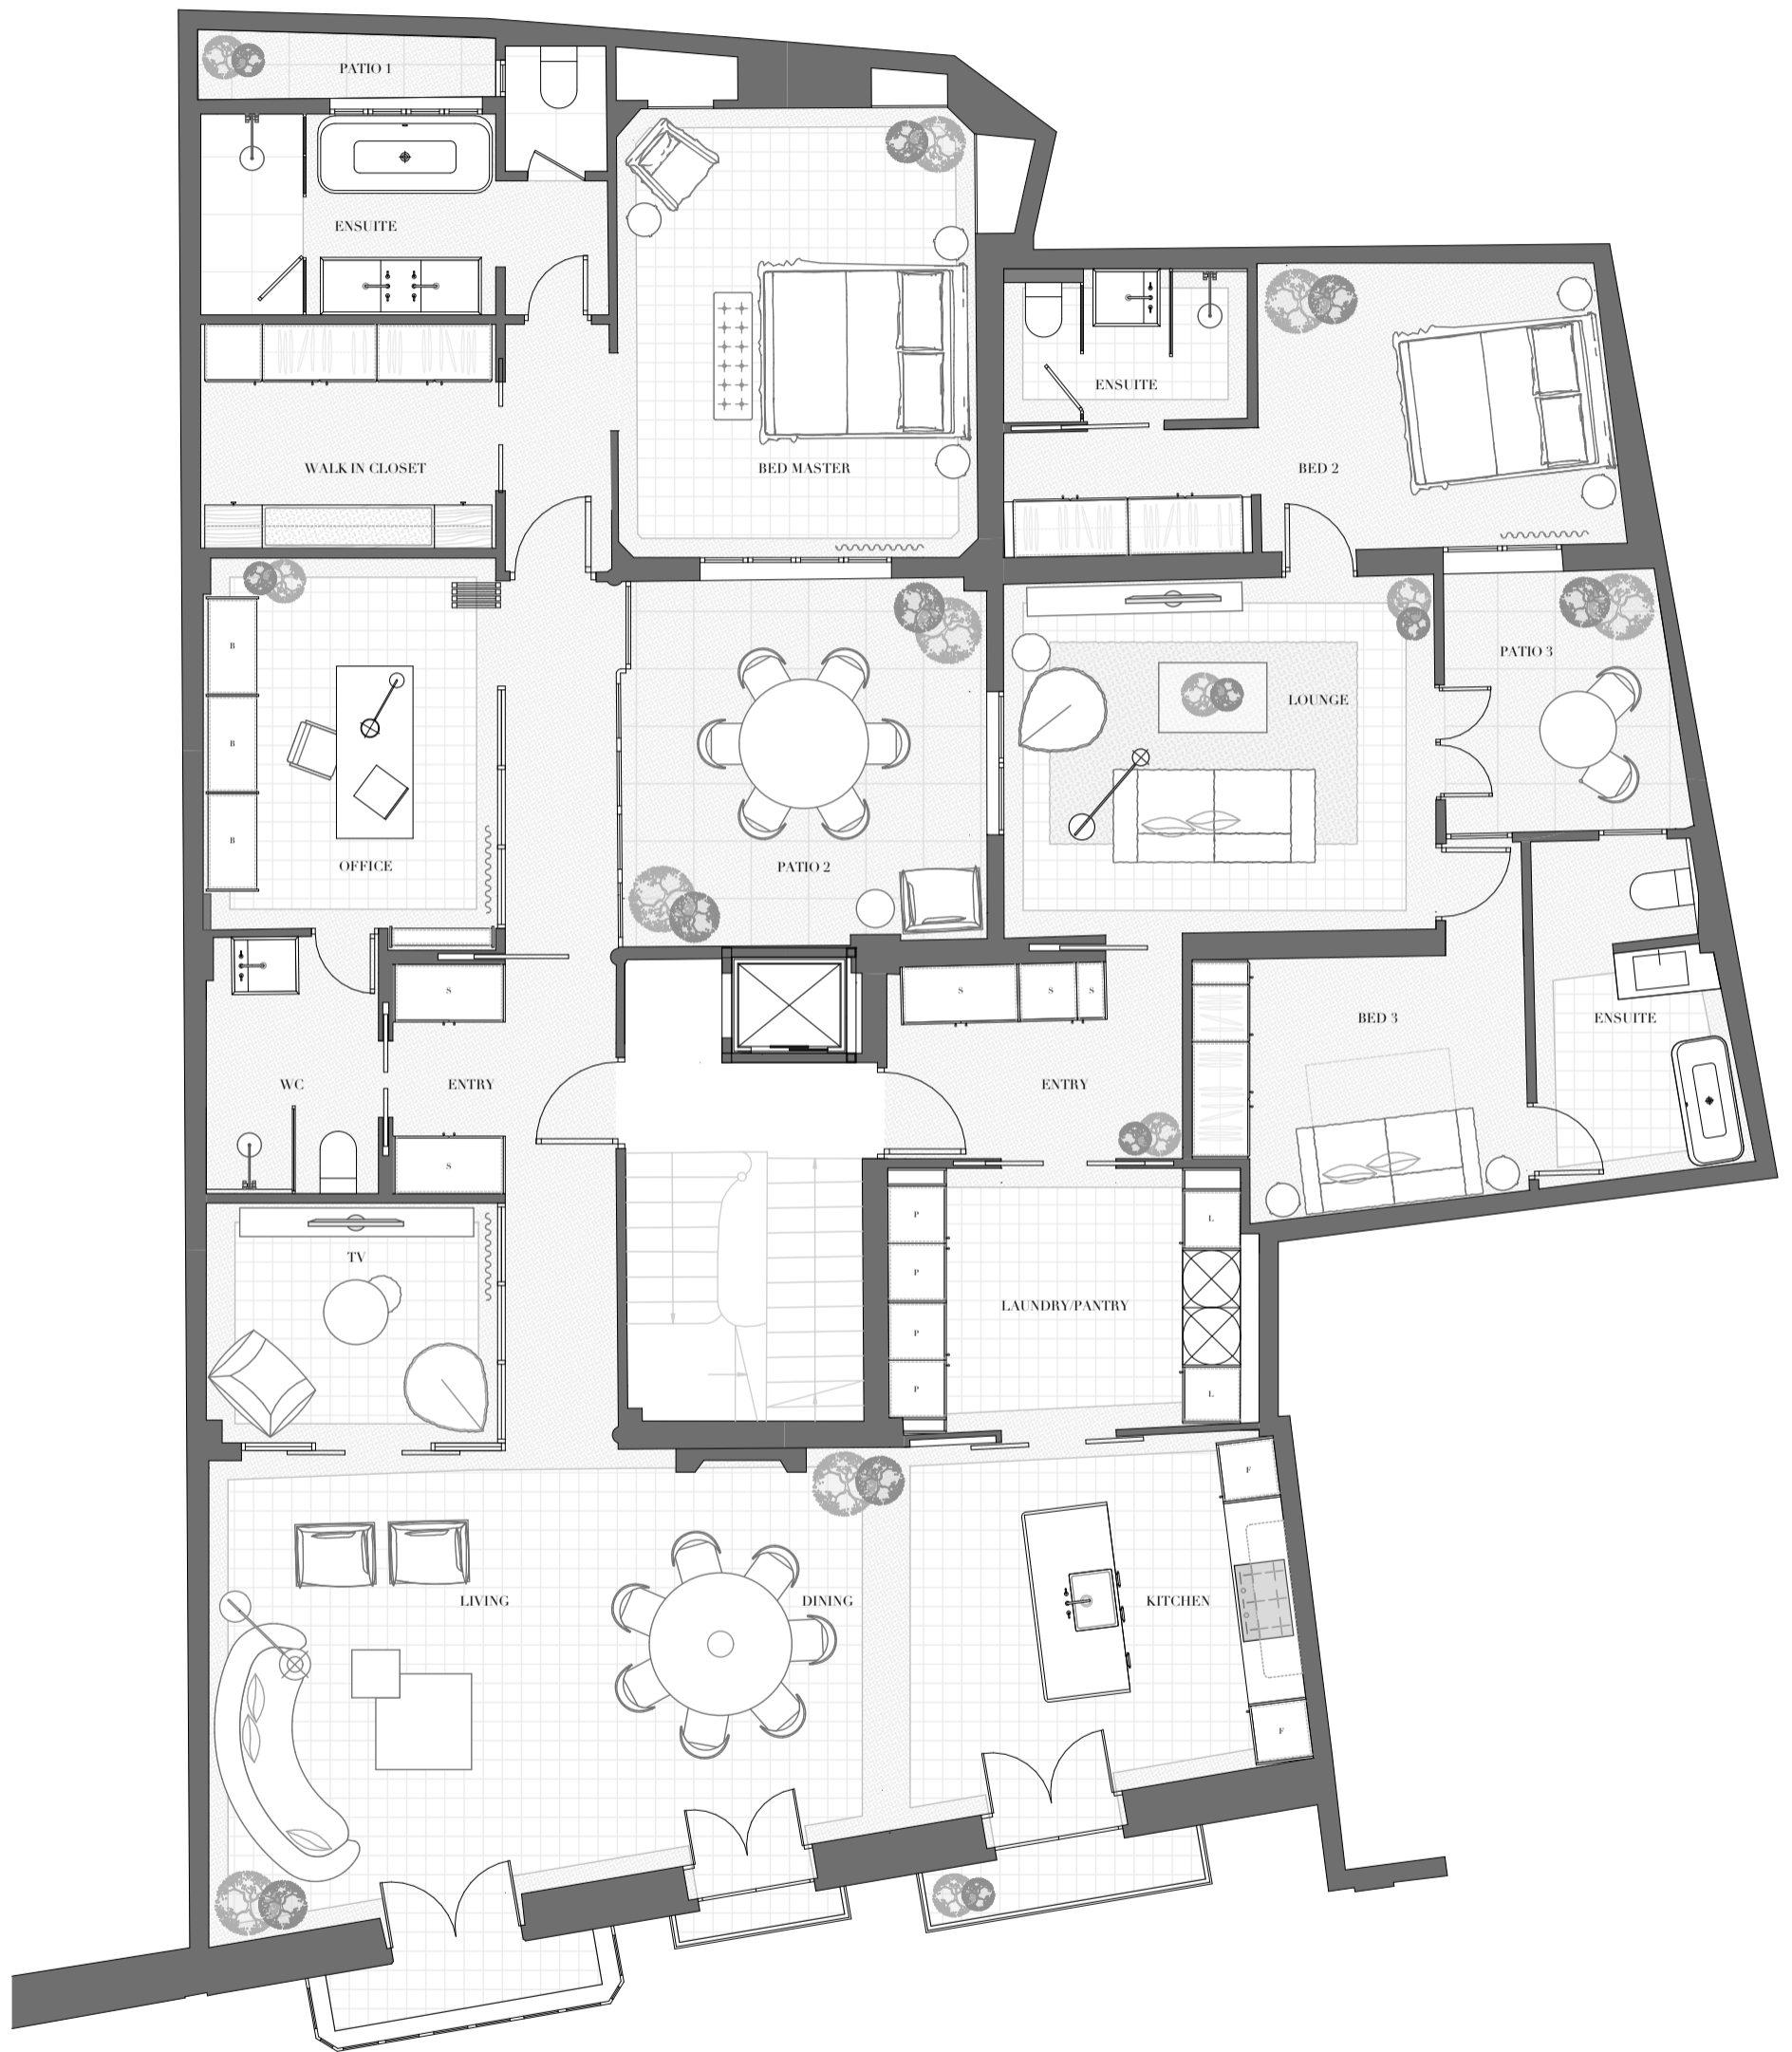 PATIO 1
ENSUITE
ENSUITE
WALK IN CLOSET
BED MASTER
BED 2
B
B
B
OFFICE
PATIO 2
LOUNGE
PATIO 3
S
S
S
S
BED 3
ENSUITE
WC
ENTRY
ENTRY
S
TV
P
P
P
P
LAUNDRY/PANTRY
L
L
F
LIVING
DINING
KITCHEN
F